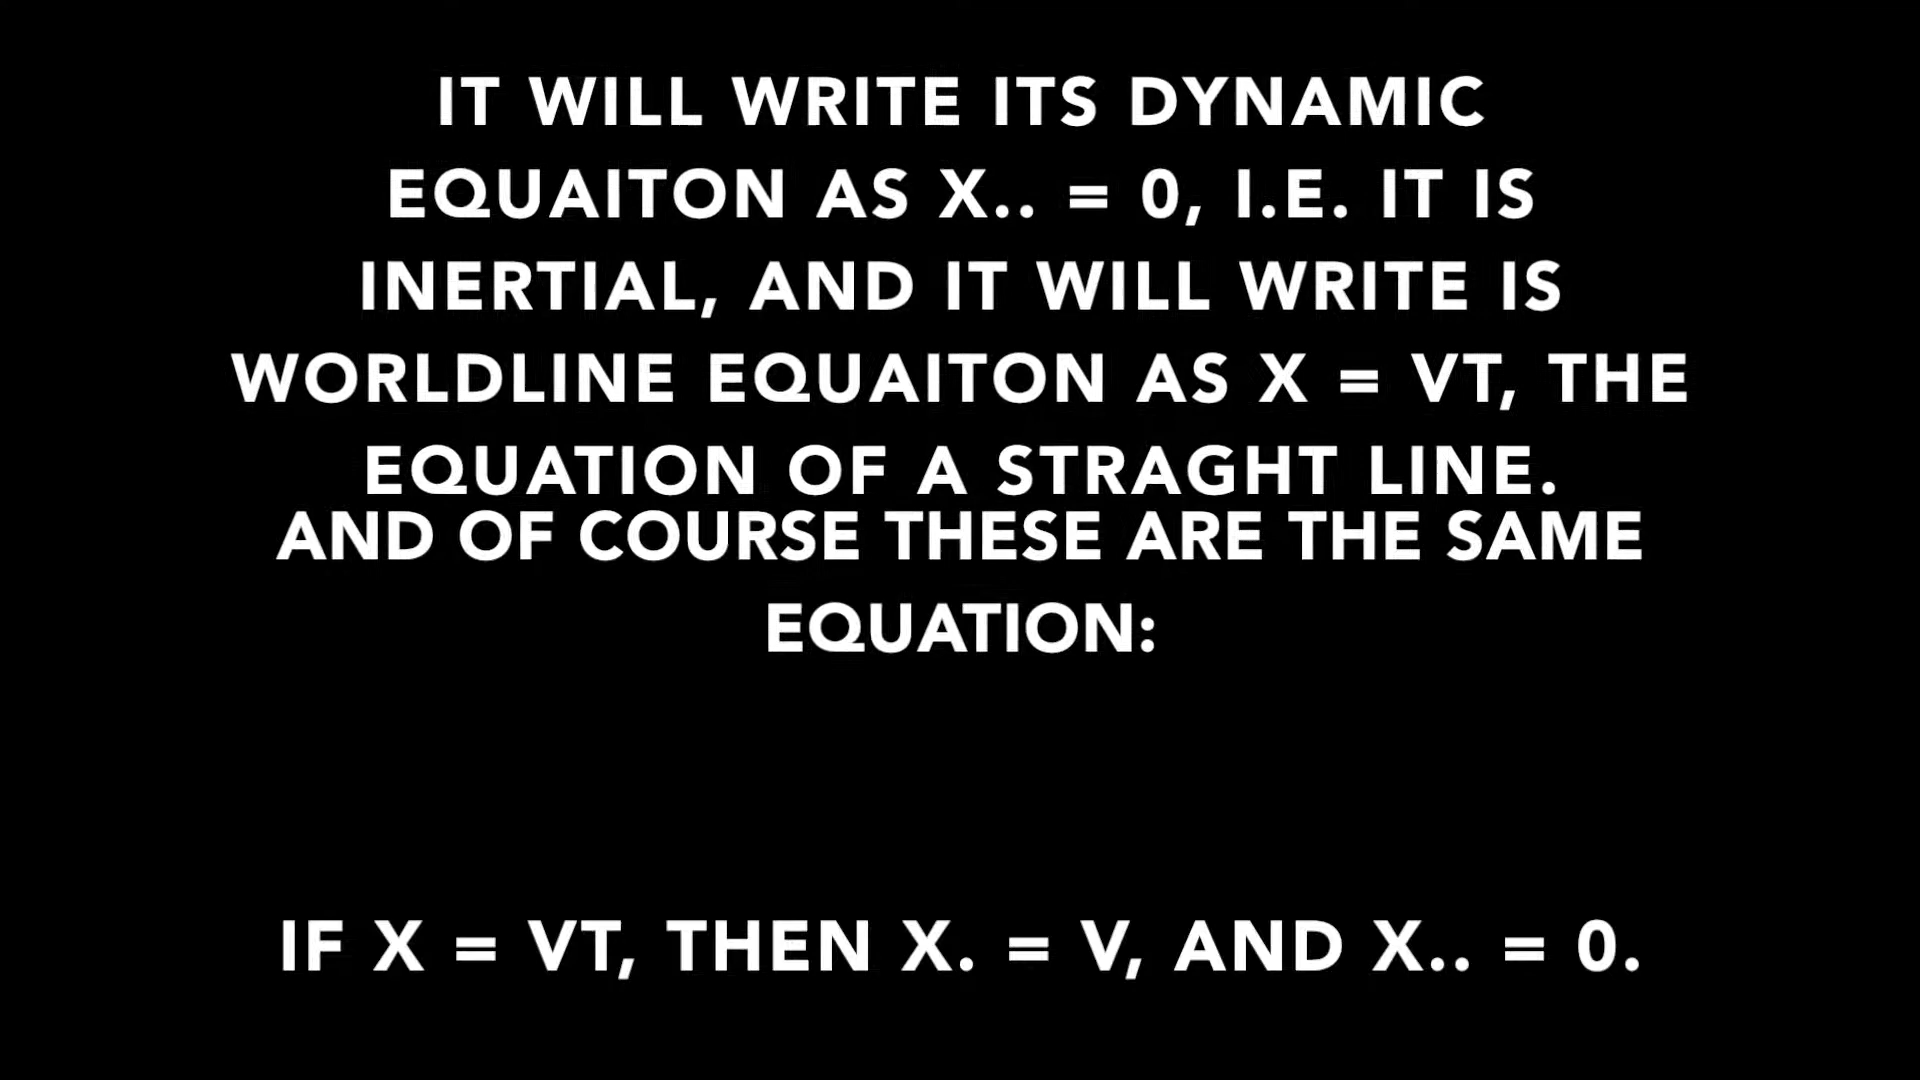 IT WILL WRITE ITS DYNAMIC
EQUAITON AS X.. = 0, I.E. IT IS
INERTIAL, AND IT WILL WRITE IS
WORLDLINE EQUAITON AS X = VT, THE
EQUATION OF A STRAGHT LINE.
AND OF COURSE THESE ARE THE SAME
EQUATION:
IF X = VT, THEN X. = V, AND X.. = 0.